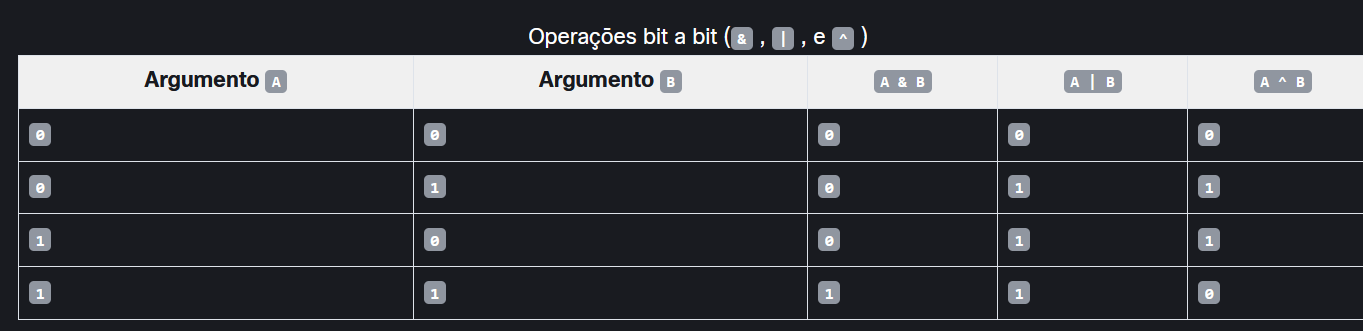 Operações bit a bit (& , | , e ^ )
Argumento A Argumento B A & B A | B A ^ B
0 0 0 0 0
0 1 0 1 1
1 0 0 1 1
1 1 1 1 0